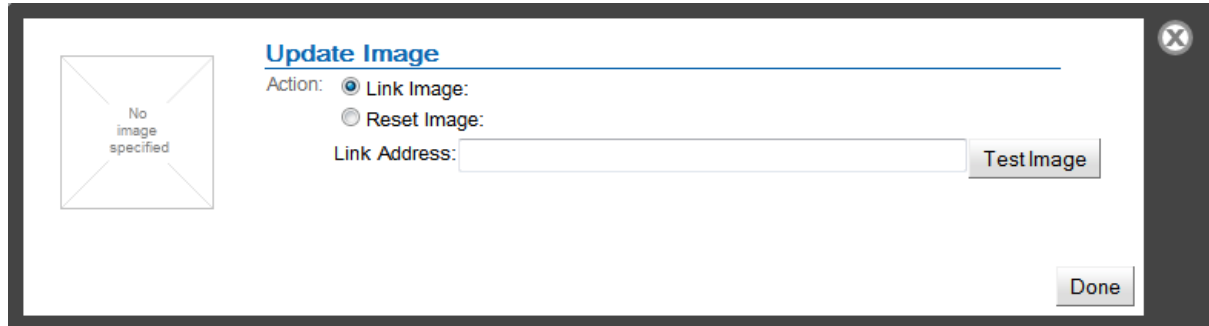 Update Image
Action: Link Image:
Reset Image:
No
image
specified
Link Address: Test Image
Done